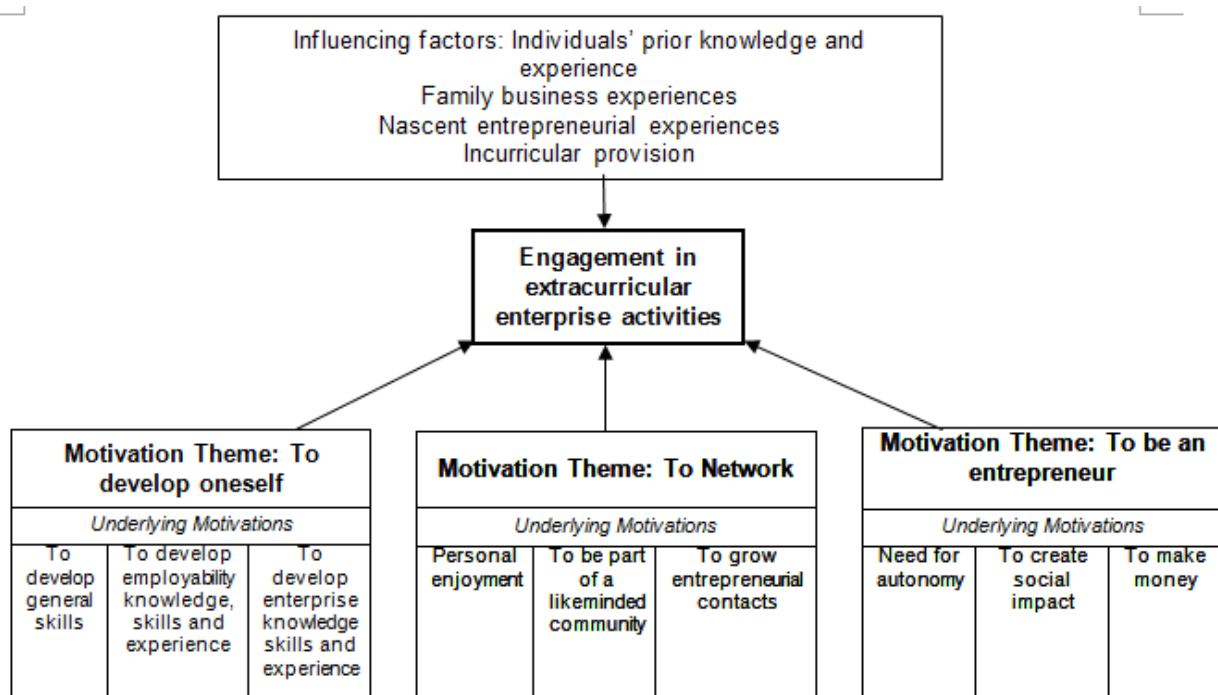 Influencing factors: Individuals' prior knowledge and
experience
Family business experiences
Nascent entrepreneurial experiences
Incurricular provision
Engagement in
extracurricular
enterprise activities
Motivation Theme: To
develop oneself
Underlying Motivations
To
develop
general
skills
To develop
employability
knowledge,
skills and
experience
To
develop
enterprise
knowledge
skills and
experience
Motivation Theme: To Network
Underlying Motivations
Personal
enjoyment
To be part
of a
likeminded
community
To grow
entrepreneurial
contacts
Motivation Theme: To be an
entrepreneur
Underlying Motivations
Need for
autonomy
To create
social
impact
To make
money